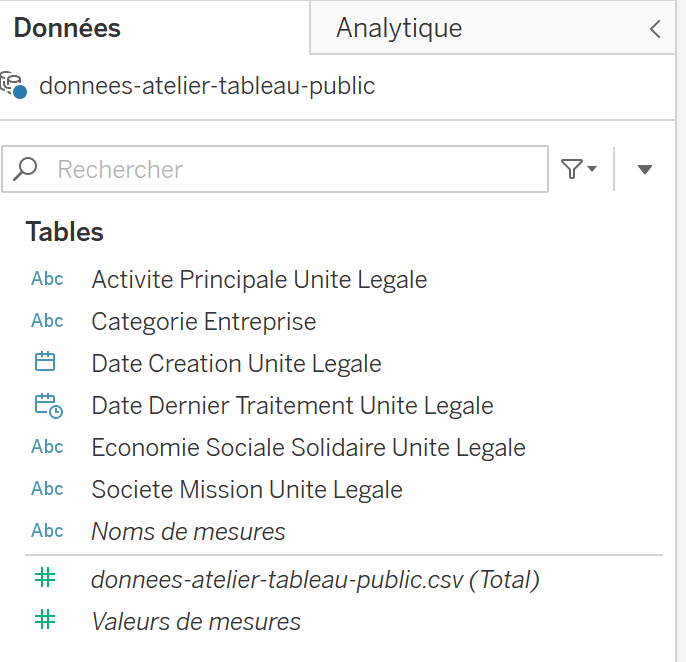 Données
Analytique
donnees-atelier-tableau-public
Rechercher
Tables
Abc Activite Principale Unite Legale
Abc Categorie Entreprise
Date Creation Unite Legale
Date Dernier Traitement Unite Legale
Abc Economie Sociale Solidaire Unite Legale
Abc Societe Mission Unite Legale
Abc Noms de mesures
# donnees-atelier-tableau-public.csv (Total)
# Valeurs de mesures